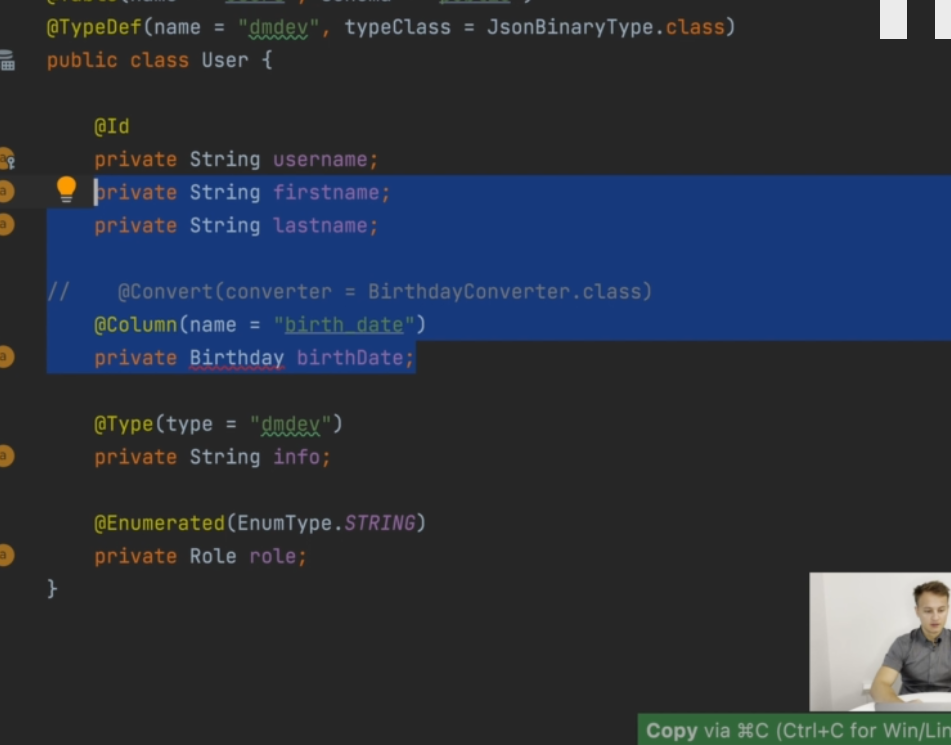 @TypeDef(name = "dmdev", typeClass = JsonBinaryType.class)
public class User {
@Id
private String username;
private String firstname;
private String lastname;
//    @Convert(converter = BirthdayConverter.class)
@Column(name = "birth_date")
private Birthday birthDate;
@Type(type = "dmdev")
private String info;
@Enumerated(EnumType.STRING)
private Role role;
}
Copy via ⌘C (Ctrl+C for Win/Lin